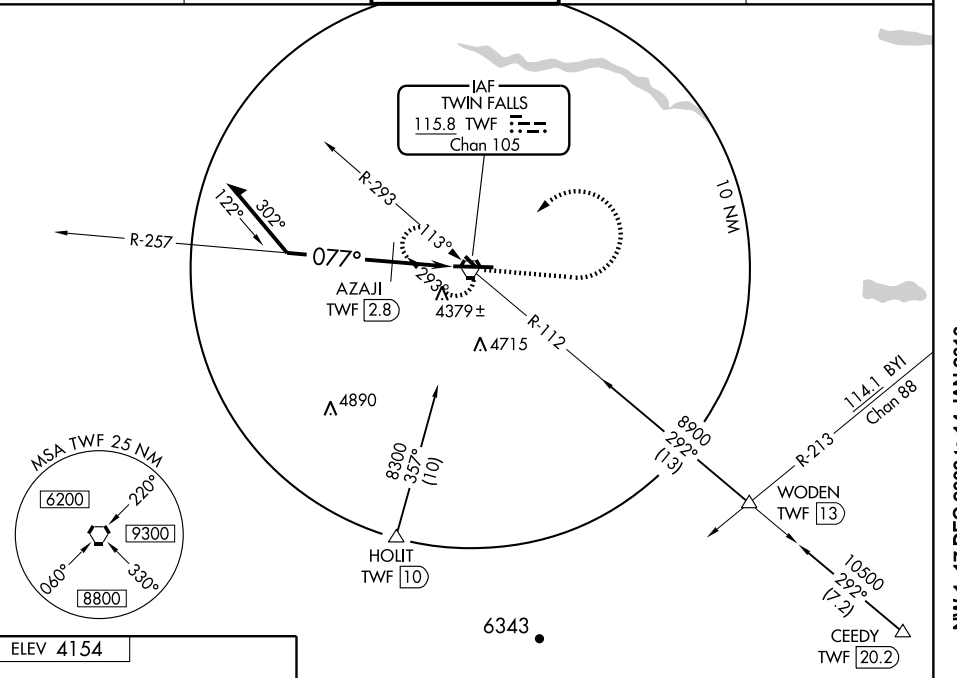 IAF
TWIN FALLS
115.8 TWF
Chan 105
10 NM
R-293
113°
122°
302°
R-257
077°
293°
AZAJI
TWF 2.8
4379±
R-112
4715
4890
114.1 BYI
Chan 88
R-213
8900
292°
(13)
8300
357°
(10)
WODEN
TWF 13
HOLIT
TWF 10
10500
292°
(7.2)
CEEDY
TWF 20.2
6343
MSA TWF 25 NM
6200
220°
9300
060°
330°
8800
ELEV 4154